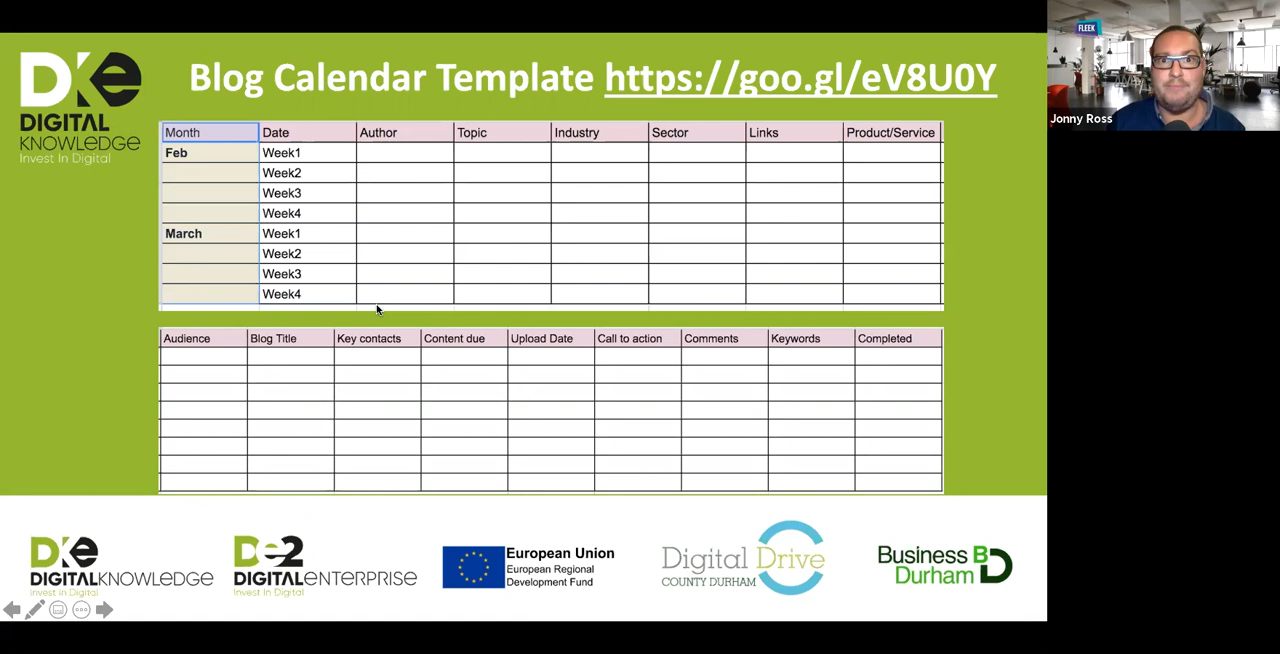 Blog Calendar Template https://goo.gl/eV8U0Y
FLEEK
Jonny Ross
DKe
DIGITAL
KNOWLEDGE
Invest In Digital
Month Date Author Topic Industry Sector Links Product/Service
Feb Week1
Week2
Week3
Week4
March Week1
Week2
Week3
Week4
Audience Blog Title Key contacts Content due Upload Date Call to action Comments Keywords Completed
DKe
DIGITALKNOWLEDGE
Invest In Digital
De2
DIGITALENTERPRISE
Invest In Digital
European Union
European Regional
Development Fund
Digital Drive
COUNTY DURHAM
Business
Durham
BD